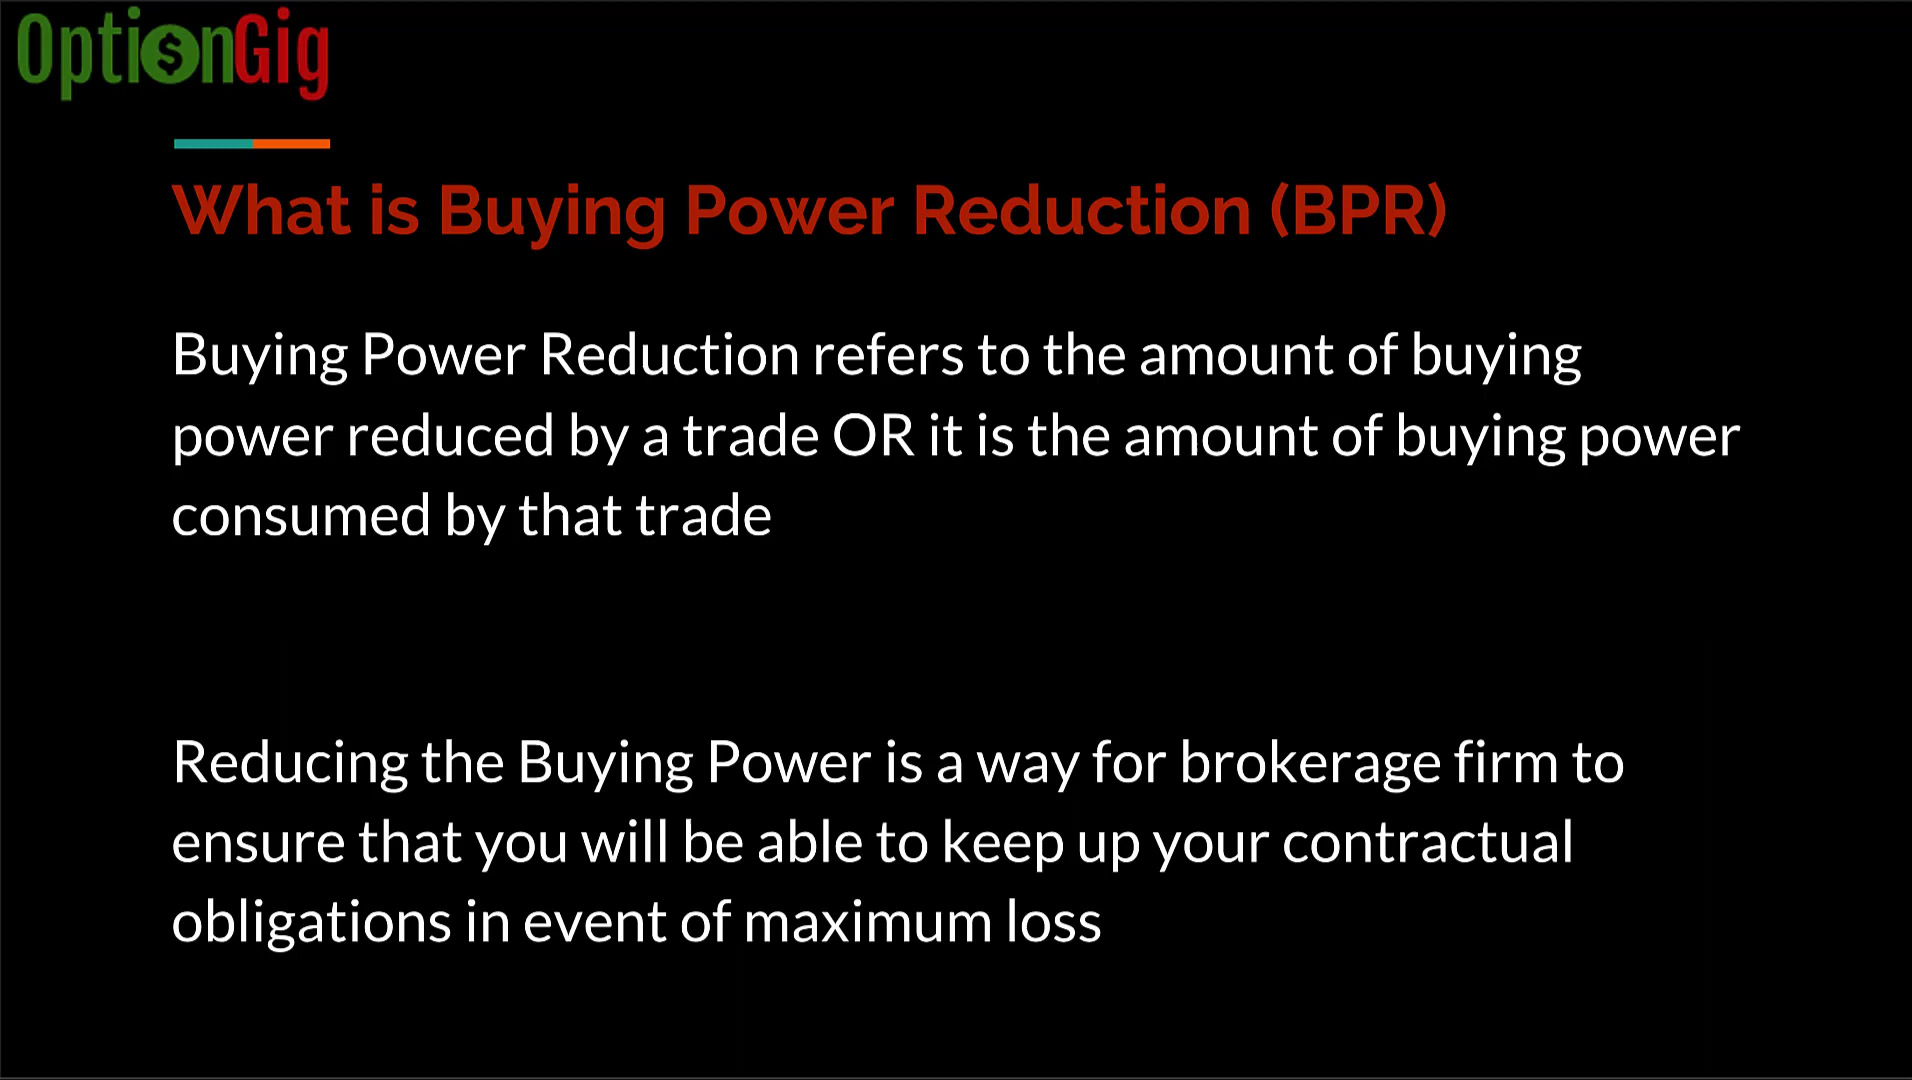 OptionGig
What is Buying Power Reduction (BPR)
Buying Power Reduction refers to the amount of buying
power reduced by a trade OR it is the amount of buying power
consumed by that trade
Reducing the Buying Power is a way for brokerage firm to
ensure that you will be able to keep up your contractual
obligations in event of maximum loss